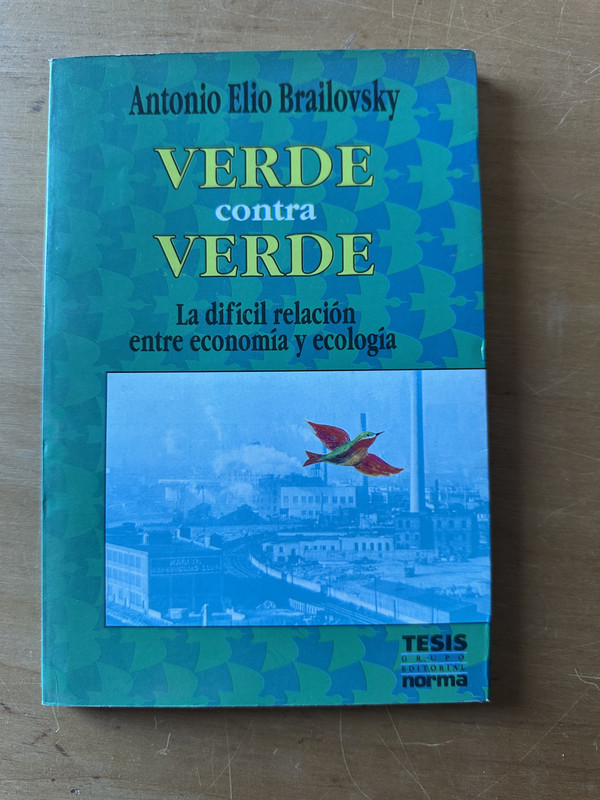 Antonio Elio Brailovsky
VERDE
contra
VERDE
La difícil relación
entre economía y ecología
TESIS
GRUPO
EDITORIAL
norma